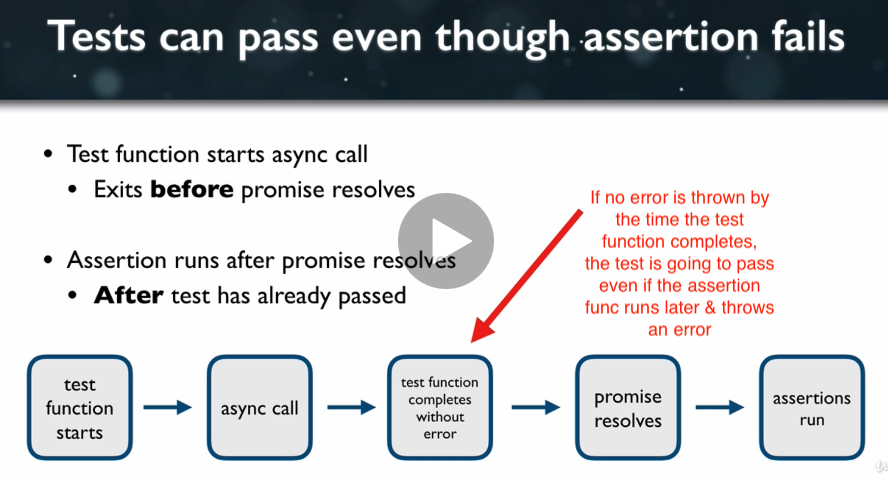 Tests can pass even though assertion fails
• Test function starts async call
• Exits before promise resolves
• Assertion runs after promise resolves
• After test has already passed
If no error is thrown by
the time the test
function completes,
the test is going to pass
even if the assertion
func runs later & throws
an error
test
function
starts
async call
test function
completes
without
error
promise
resolves
assertions
run